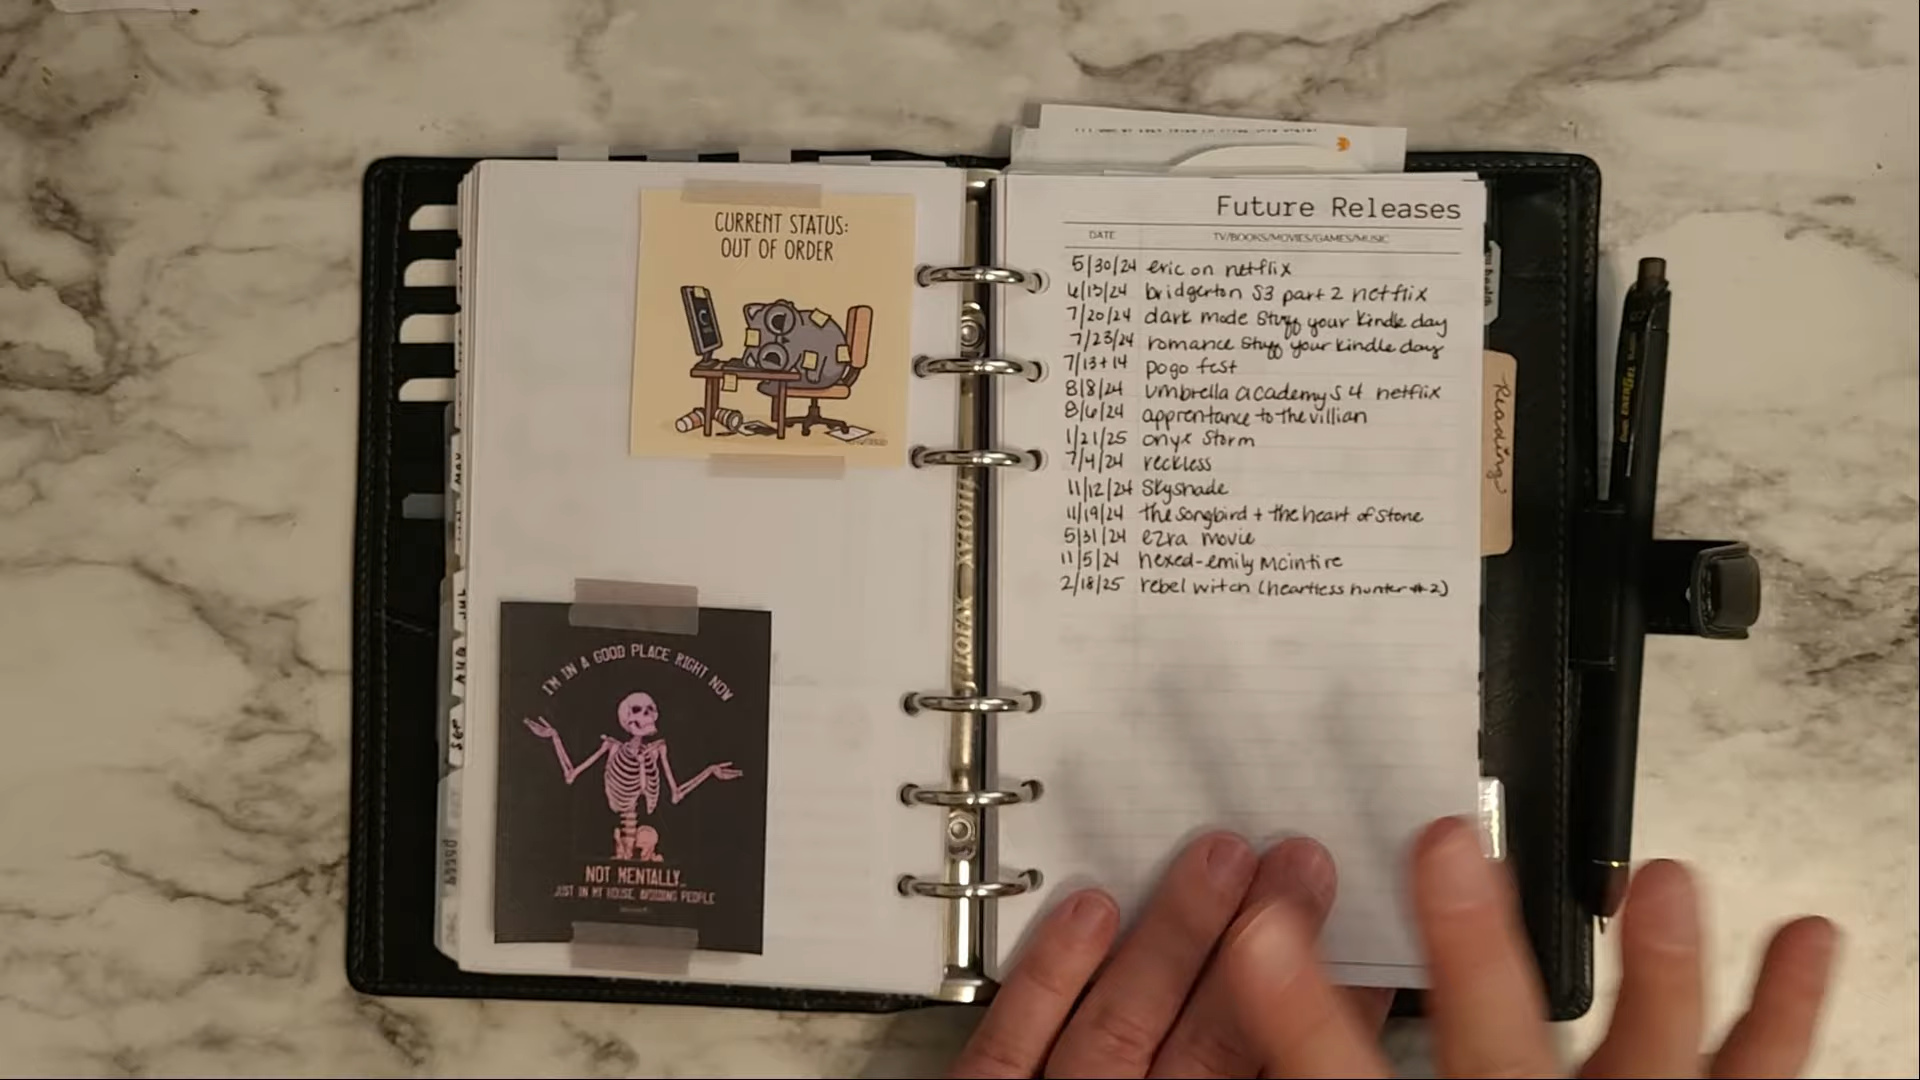 CURRENT STATUS:
OUT OF ORDER
I'M IN A GOOD PLACE RIGHT NOW
NOT MENTALLY..
JUST IN MY HOUSE, AVOIDING PEOPLE
Future Releases
DATE TV/BOOKS/MOVIES/GAMES/MUSIC
5/30/24 eric on netflix
6/13/24 bridgerton S3 part 2 netflix
7/20/24 dark mode Stuff your kindle day
7/23/24 romance Stuff your kindle day
7/13+14 pogo fest
8/8/24 umbrella academy S4 netflix
8/6/24 apprentance to the villian
1/21/25 onyx Storm
7/4/24 reckless
11/12/24 Skyshade
11/19/24 the songbird + the heart of Stone
5/31/24 ezra movie
11/5/24 hexed-emily mcintire
2/18/25 rebel witch (heartless hunter #2)
Reading
JUL
AUG
SEP